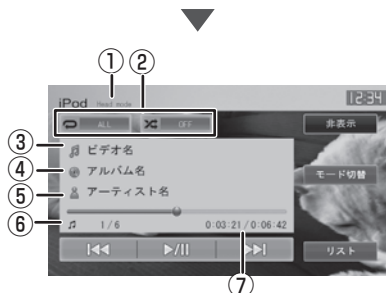 ① ②
iPod Head mode 12:34
ALL OFF 非表示
③ ビデオ名
④ アルバム名 モード切替
⑤ アーティスト名
⑥ 1/6 0:03:21/0:06:42
リスト
⑦